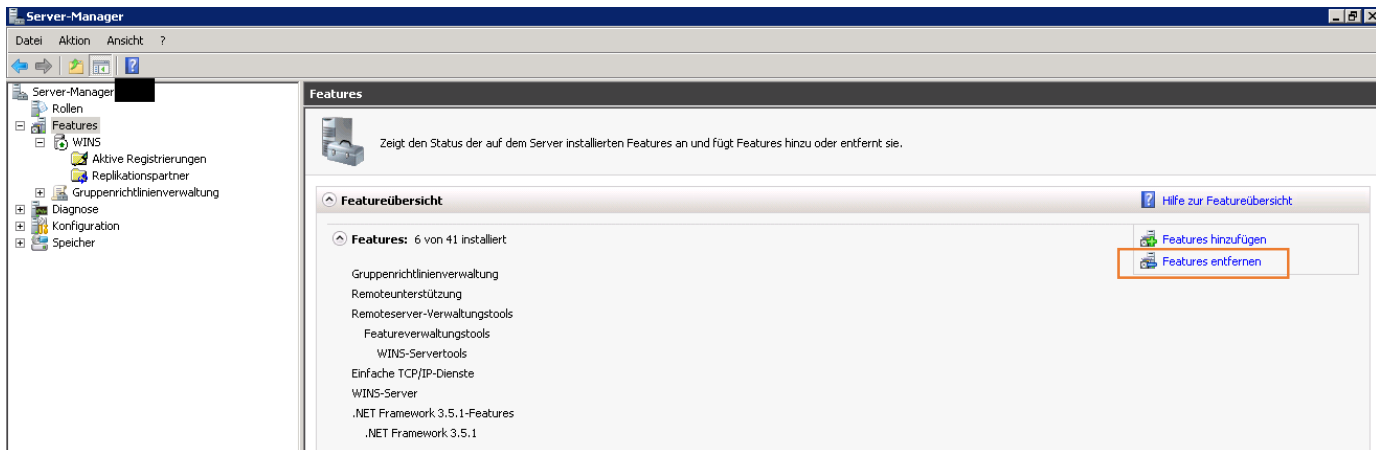 Server-Manager
Datei Aktion Ansicht ?
Server-Manager
Rollen
Features
WINS
Aktive Registrierungen
Replikationspartner
Gruppenrichtlinienverwaltung
Diagnose
Konfiguration
Speicher
Features
Zeigt den Status der auf dem Server installierten Features an und fügt Features hinzu oder entfernt sie.
Featureübersicht
Hilfe zur Featureübersicht
Features: 6 von 41 installiert
Features hinzufügen
Features entfernen
Gruppenrichtlinienverwaltung
Remoteunterstützung
Remoteserver-Verwaltungstools
Featureverwaltungstools
WINS-Servertools
Einfache TCP/IP-Dienste
WINS-Server
.NET Framework 3.5.1-Features
.NET Framework 3.5.1